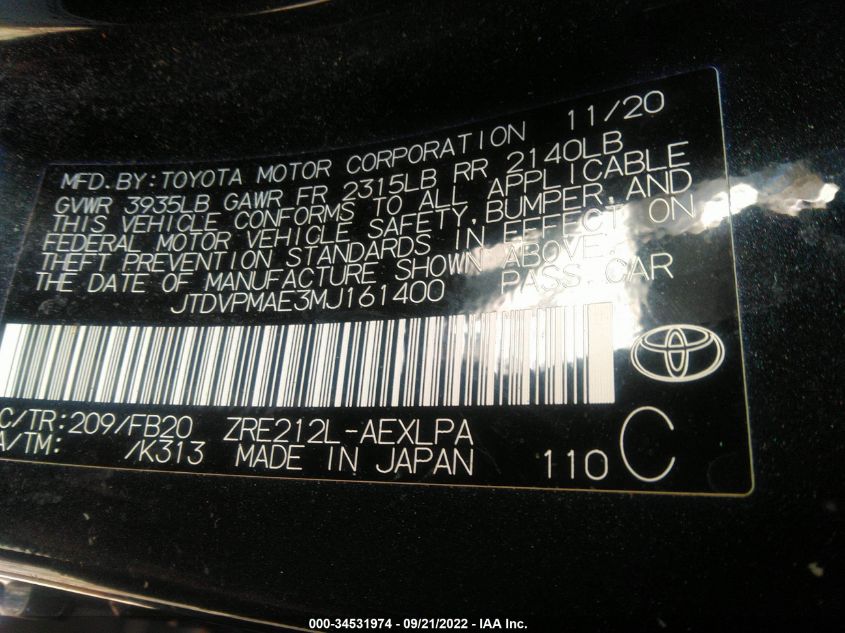 MFD.BY:TOYOTA MOTOR CORPORATION 11/20
GVWR 3935LB GAWR FR 2315LB RR 2140LB
THIS VEHICLE CONFORMS TO ALL APPLICABLE
FEDERAL MOTOR VEHICLE SAFETY,BUMPER,AND
THEFT PREVENTION STANDARDS IN EFFECT ON
THE DATE OF MANUFACTURE SHOWN ABOVE.
JTDVPMAE3MJ161400 PASS.CAR
C/TR:209/FB20 ZRE212L-AEXLPA
A/TM: /K313 MADE IN JAPAN 110 C
000-34531974 - 09/21/2022 - IAA Inc.